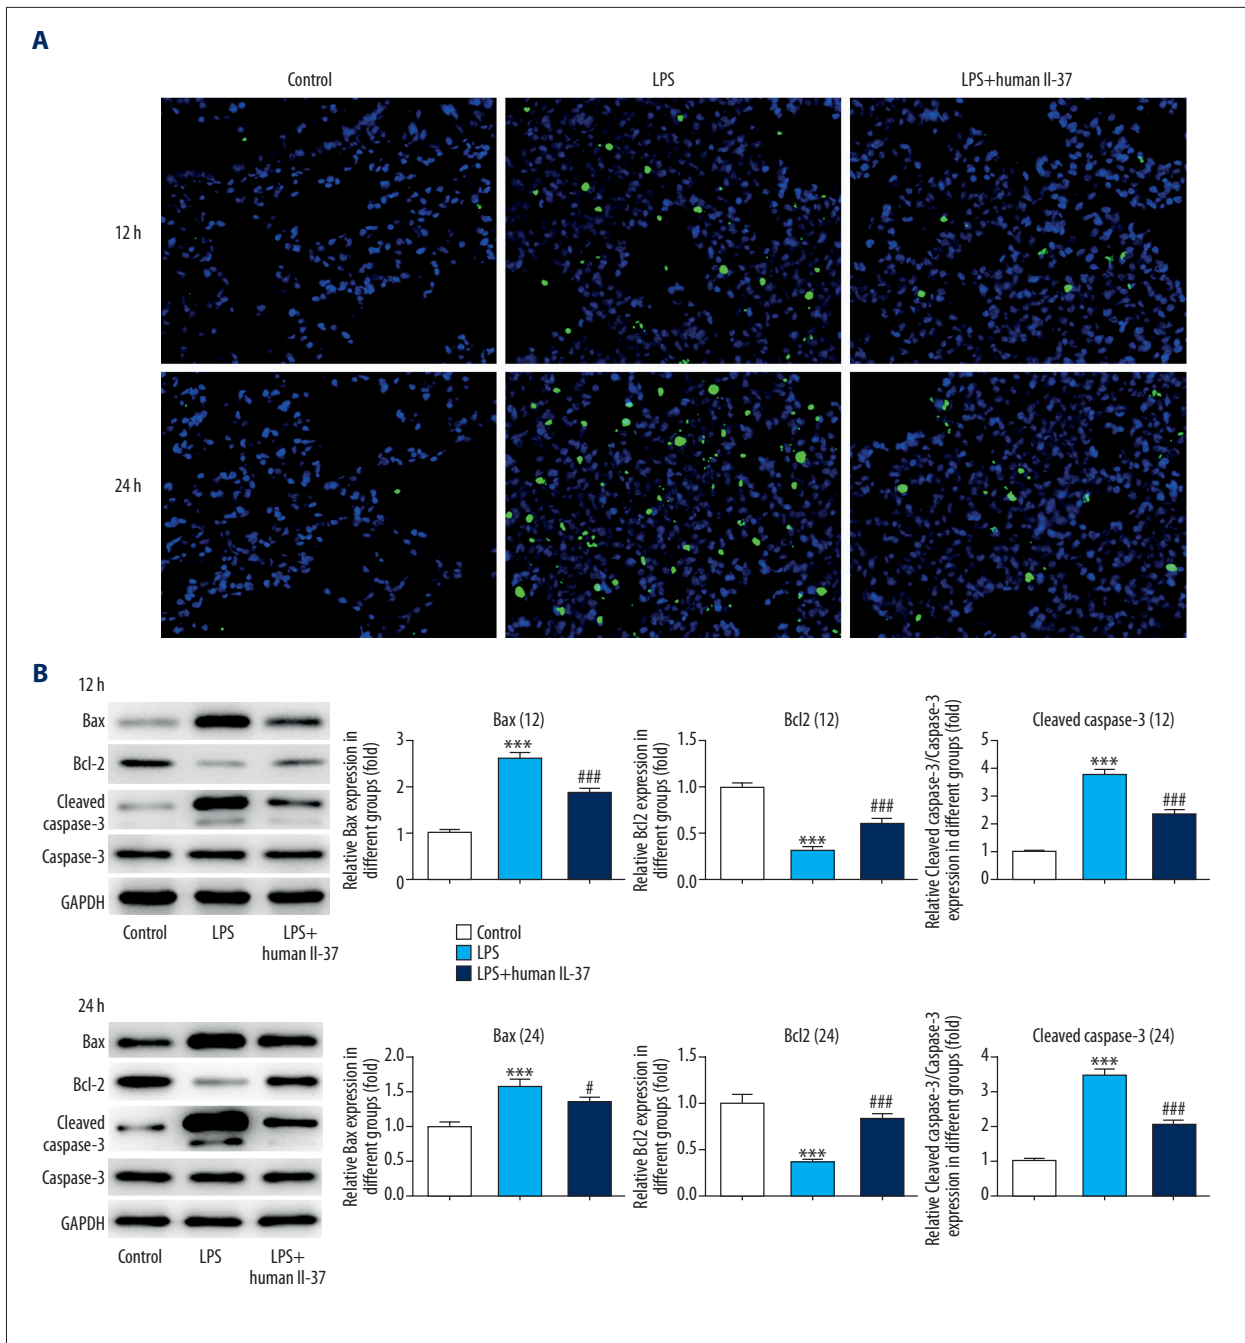 A
Control
LPS
LPS+human Il-37
12 h
24 h
B
12 h
Bax
Bcl-2
Cleaved
caspase-3
Caspase-3
GAPDH
Control
LPS
LPS+
human Il-37
Bax (12)
Relative Bax expression in
different groups (fold)
3
2
1
0
***
###
Bcl2 (12)
Relative Bcl2 expression in
different groups (fold)
1.5
1.0
0.5
0.0
***
###
Cleaved caspase-3 (12)
Relative Cleaved caspase-3/Caspase-3
expression in different groups (fold)
5
4
3
2
1
0
***
###
Control
LPS
LPS+human IL-37
24 h
Bax
Bcl-2
Cleaved
caspase-3
Caspase-3
GAPDH
Control
LPS
LPS+
human Il-37
Bax (24)
Relative Bax expression in
different groups (fold)
2.0
1.5
1.0
0.5
0.0
***
#
Bcl2 (24)
Relative Bcl2 expression in
different groups (fold)
1.5
1.0
0.5
0.0
***
###
Cleaved caspase-3 (24)
Relative Cleaved caspase-3/Caspase-3
expression in different groups (fold)
4
3
2
1
0
***
###